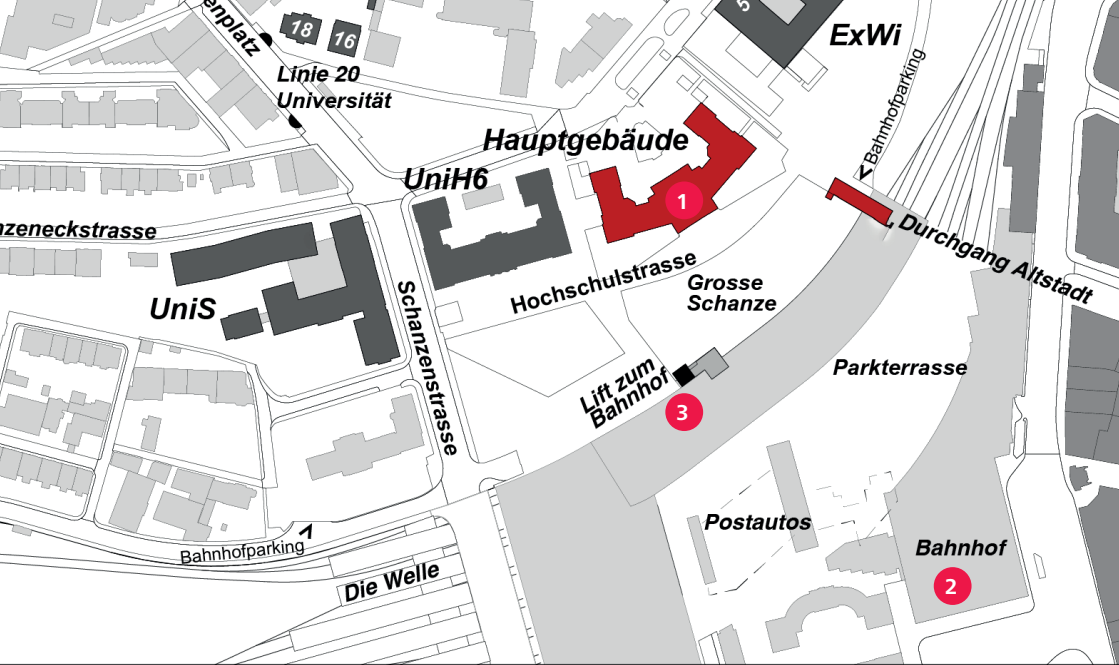 enplatz
18
16
5
ExWi
Linie 20
Universität
Bahnhofparking
Hauptgebäude
UniH6
1
nzeneckstrasse
Durchgang Altstadt
UniS
Hochschulstrasse
Grosse
Schanze
Schanzenstrasse
Lift zum
Bahnhof
Parkterrasse
3
Postautos
Bahnhofparking
Bahnhof
Die Welle
2